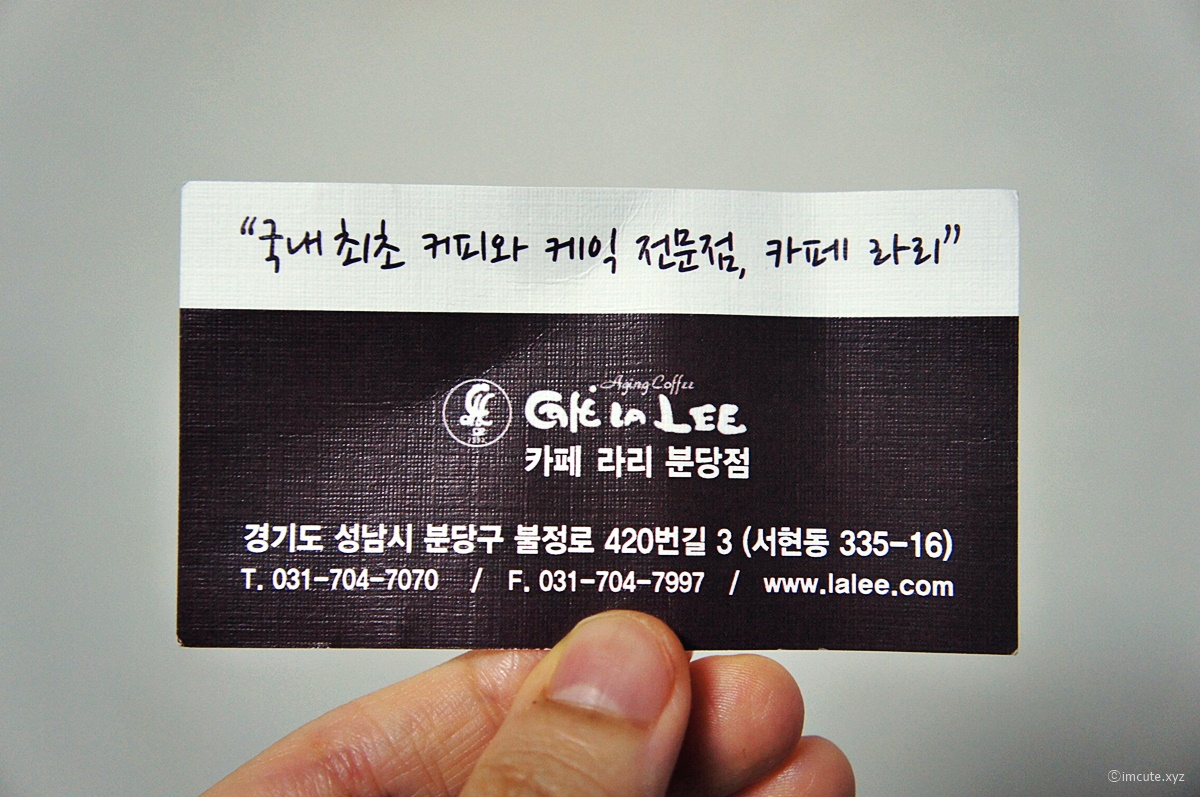 “국내 최초 커피와 케익 전문점, 카페 라리”
Aging Coffee
Café La Lee
카페 라리 분당점
경기도 성남시 분당구 불정로 420번길 3 (서현동 335-16)
T. 031-704-7070 / F. 031-704-7997 / www.lalee.com
ⓒimcute.xyz